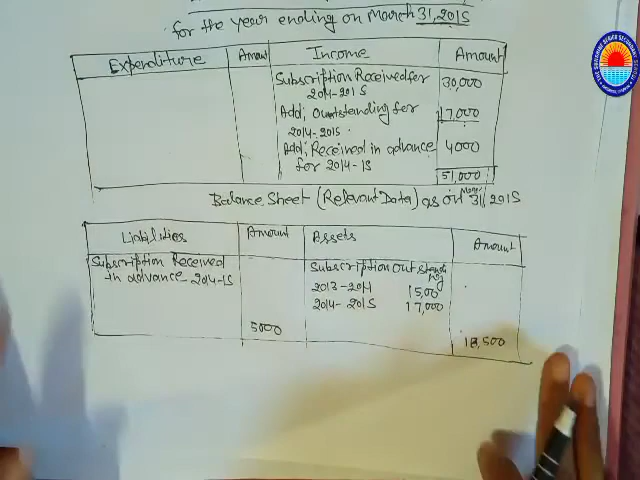 for the year ending on March 31, 2015
Expenditure Amount Income Amount
Subscription Received for 30,000
2014-2015
Add; Outstanding for 17,000
2014-2015.
Add; Received in advance 4000
for 2014-15
51,000
Balance Sheet (Relevant Data) as on March 31 2015
Liabilities Amount Assets Amount
Subscription Received Subscription Outstanding
in advance 2014-15 2013-2014 15,00
2014-2015 17,000
5000 18,500